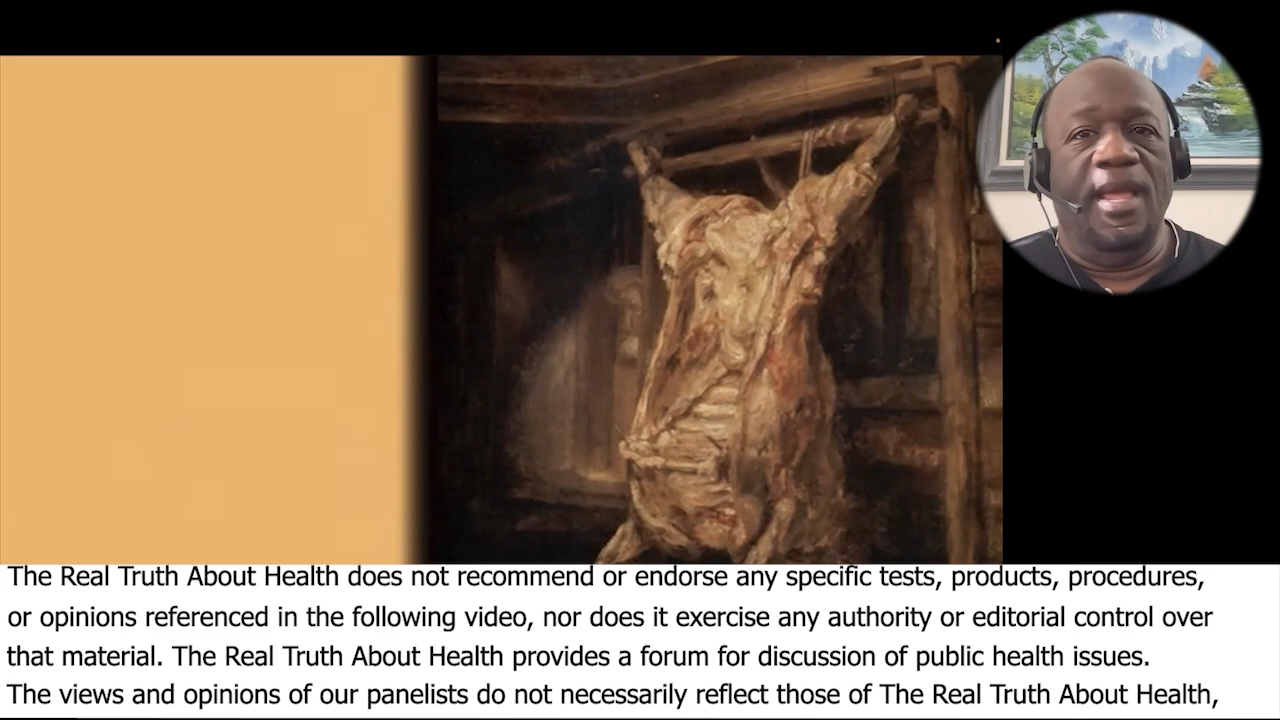 The Real Truth About Health does not recommend or endorse any specific tests, products, procedures,
or opinions referenced in the following video, nor does it exercise any authority or editorial control over
that material. The Real Truth About Health provides a forum for discussion of public health issues.
The views and opinions of our panelists do not necessarily reflect those of The Real Truth About Health,